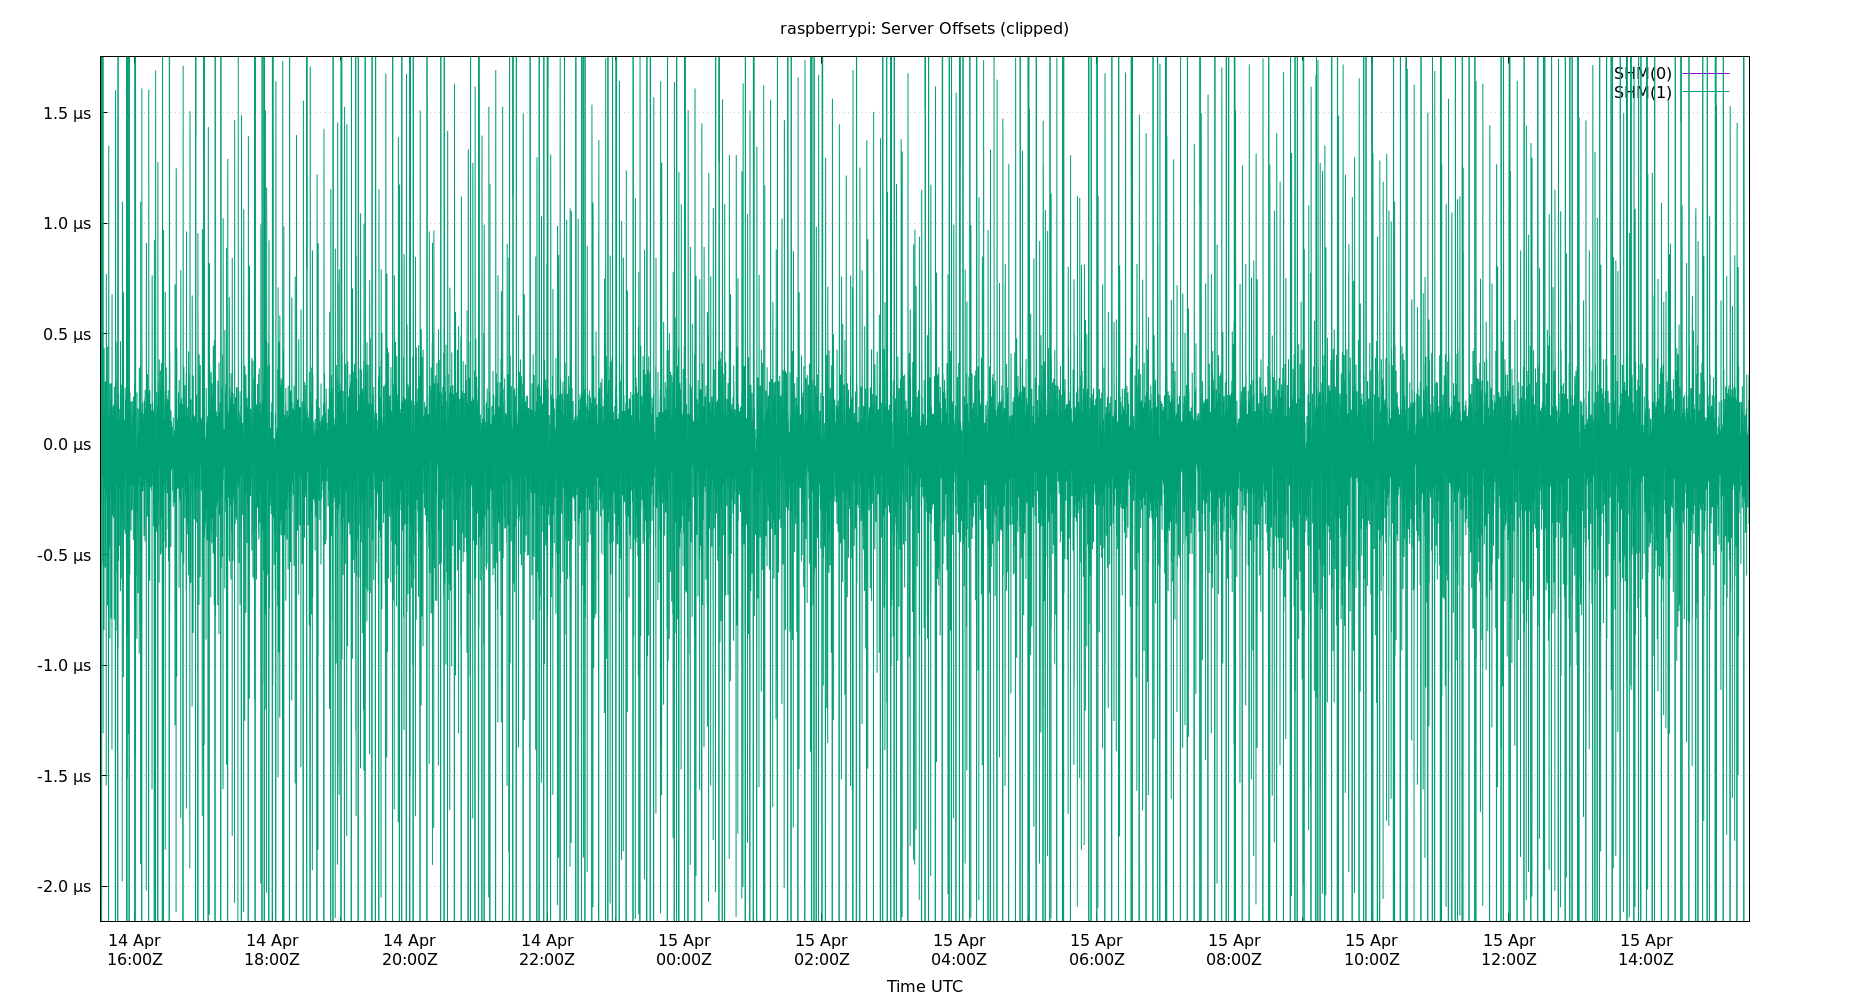 raspberrypi: Server Offsets (clipped)
SHM(0)
SHM(1)
1.5 µs
1.0 µs
0.5 µs
0.0 µs
-0.5 µs
-1.0 µs
-1.5 µs
-2.0 µs
14 Apr 14 Apr 14 Apr 14 Apr 15 Apr 15 Apr 15 Apr 15 Apr 15 Apr 15 Apr 15 Apr 15 Apr
16:00Z 18:00Z 20:00Z 22:00Z 00:00Z 02:00Z 04:00Z 06:00Z 08:00Z 10:00Z 12:00Z 14:00Z
Time UTC